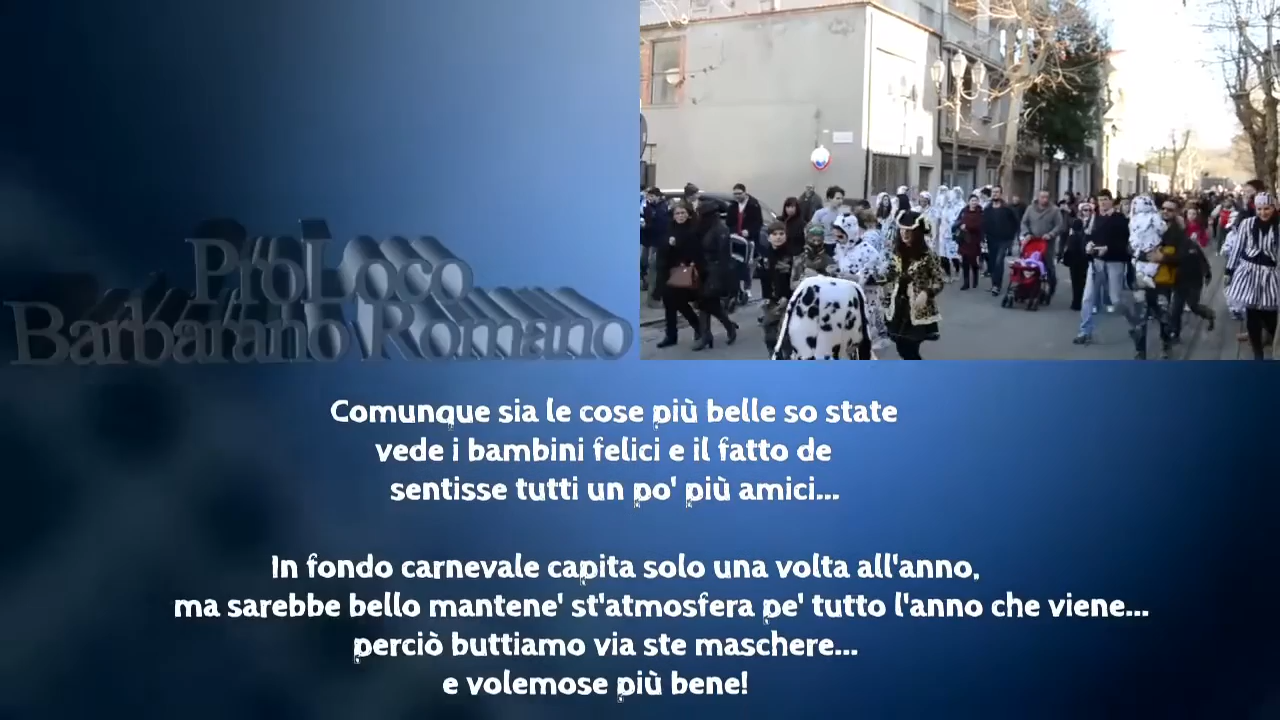 ProLoco
Barbarano Romano
Comunque sia le cose più belle so state
vede i bambini felici e il fatto de
sentisse tutti un po' più amici...
In fondo carnevale capita solo una volta all'anno,
ma sarebbe bello mantene' st'atmosfera pe' tutto l'anno che viene...
perciò buttiamo via ste maschere...
e volemose più bene!